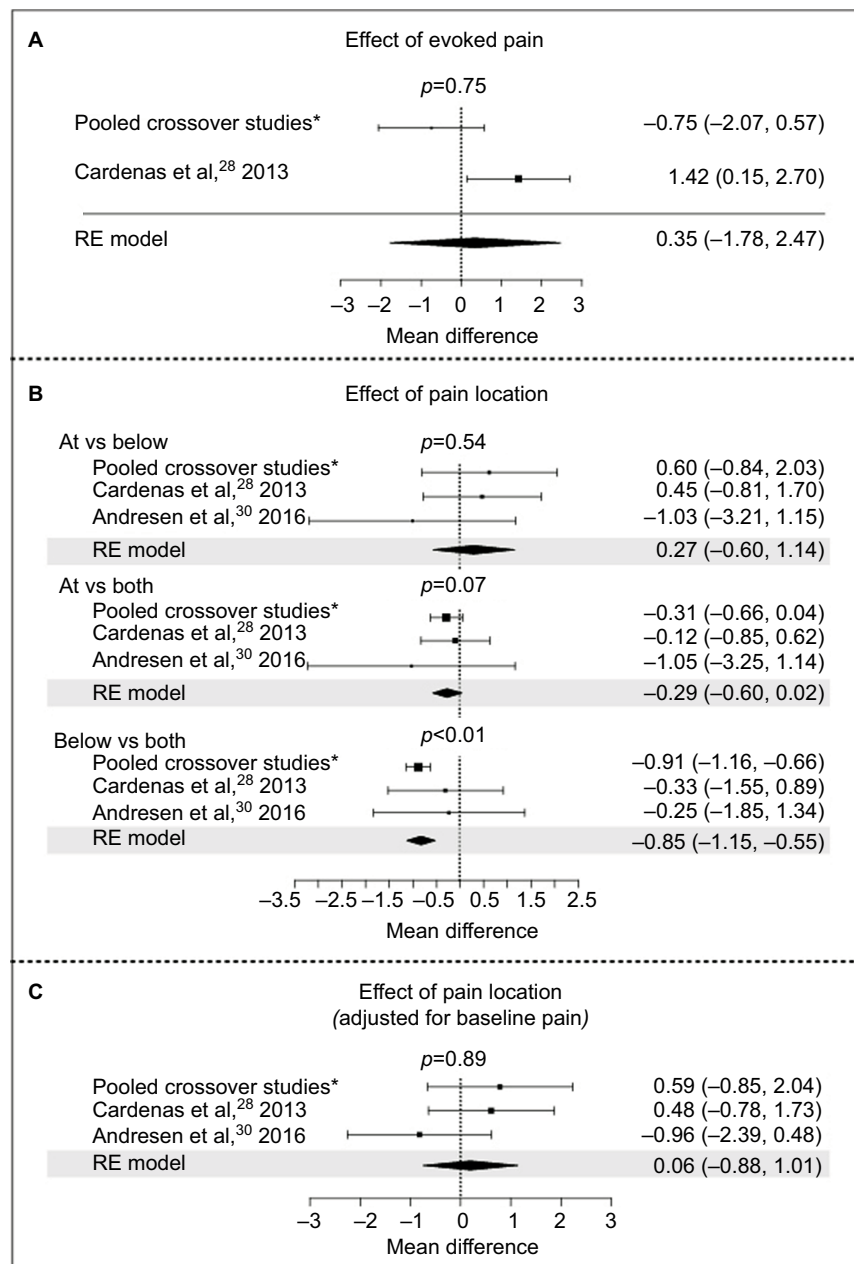 A Effect of evoked pain
p=0.75
Pooled crossover studies* –0.75 (–2.07, 0.57)
Cardenas et al,28 2013 1.42 (0.15, 2.70)
RE model 0.35 (–1.78, 2.47)
–3 –2 –1 0 1 2 3
Mean difference
B Effect of pain location
At vs below p=0.54
Pooled crossover studies* 0.60 (–0.84, 2.03)
Cardenas et al,28 2013 0.45 (–0.81, 1.70)
Andresen et al,30 2016 –1.03 (–3.21, 1.15)
RE model 0.27 (–0.60, 1.14)
At vs both p=0.07
Pooled crossover studies* –0.31 (–0.66, 0.04)
Cardenas et al,28 2013 –0.12 (–0.85, 0.62)
Andresen et al,30 2016 –1.05 (–3.25, 1.14)
RE model –0.29 (–0.60, 0.02)
Below vs both p<0.01
Pooled crossover studies* –0.91 (–1.16, –0.66)
Cardenas et al,28 2013 –0.33 (–1.55, 0.89)
Andresen et al,30 2016 –0.25 (–1.85, 1.34)
RE model –0.85 (–1.15, –0.55)
–3.5 –2.5 –1.5 –0.5 0.5 1.5 2.5
Mean difference
C Effect of pain location
(adjusted for baseline pain)
p=0.89
Pooled crossover studies* 0.59 (–0.85, 2.04)
Cardenas et al,28 2013 0.48 (–0.78, 1.73)
Andresen et al,30 2016 –0.96 (–2.39, 0.48)
RE model 0.06 (–0.88, 1.01)
–3 –2 –1 0 1 2 3
Mean difference